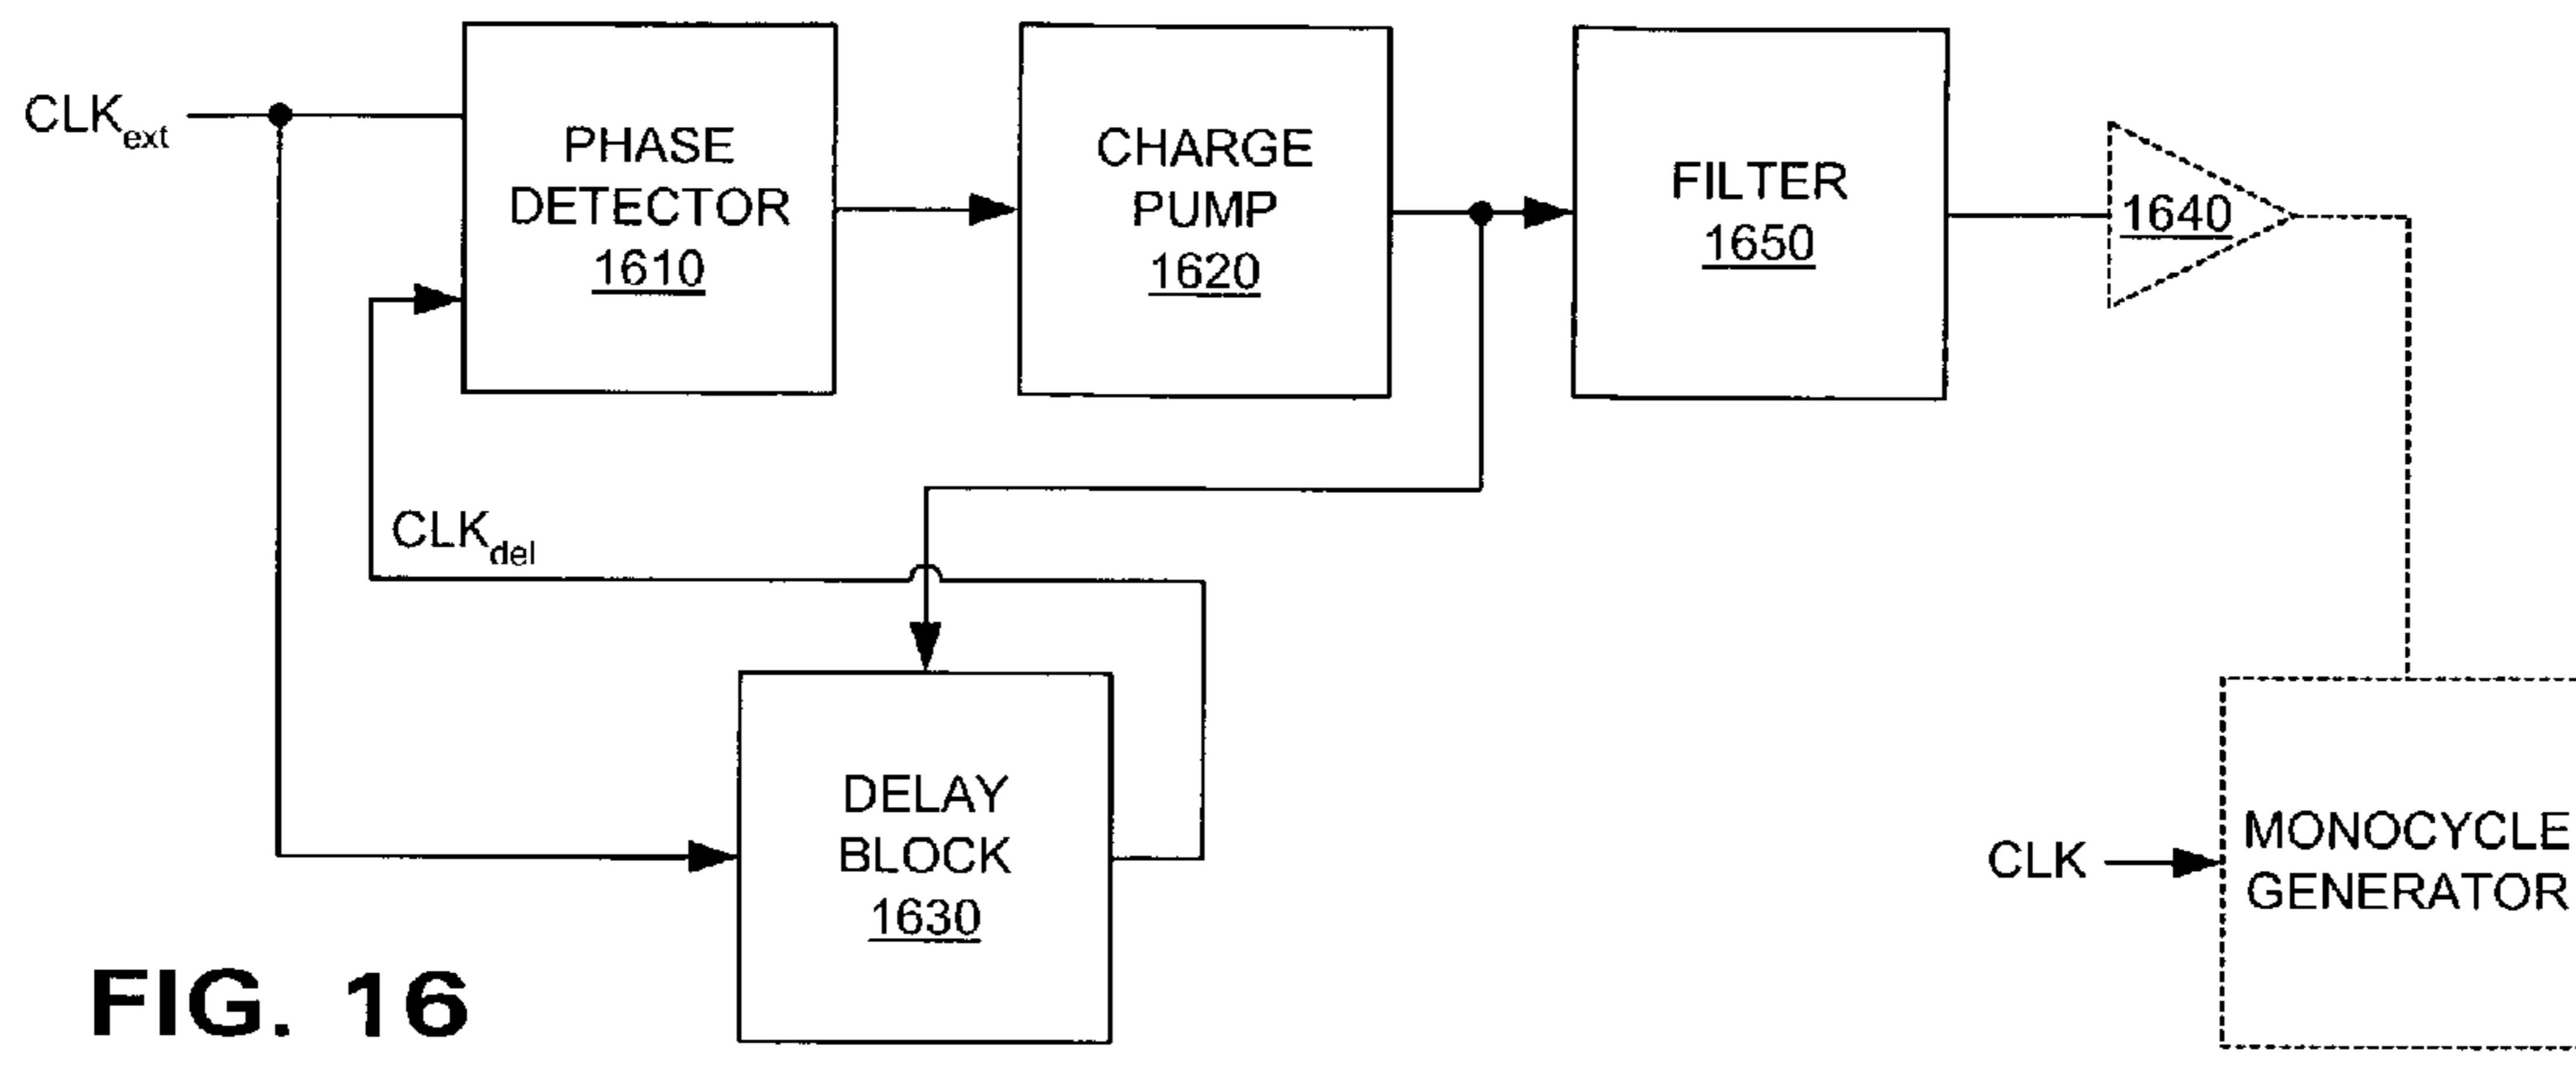 CLKext
PHASE
DETECTOR
1610
CHARGE
PUMP
1620
FILTER
1650
1640
CLKdel
DELAY
BLOCK
1630
CLK
MONOCYCLE
GENERATOR
FIG. 16